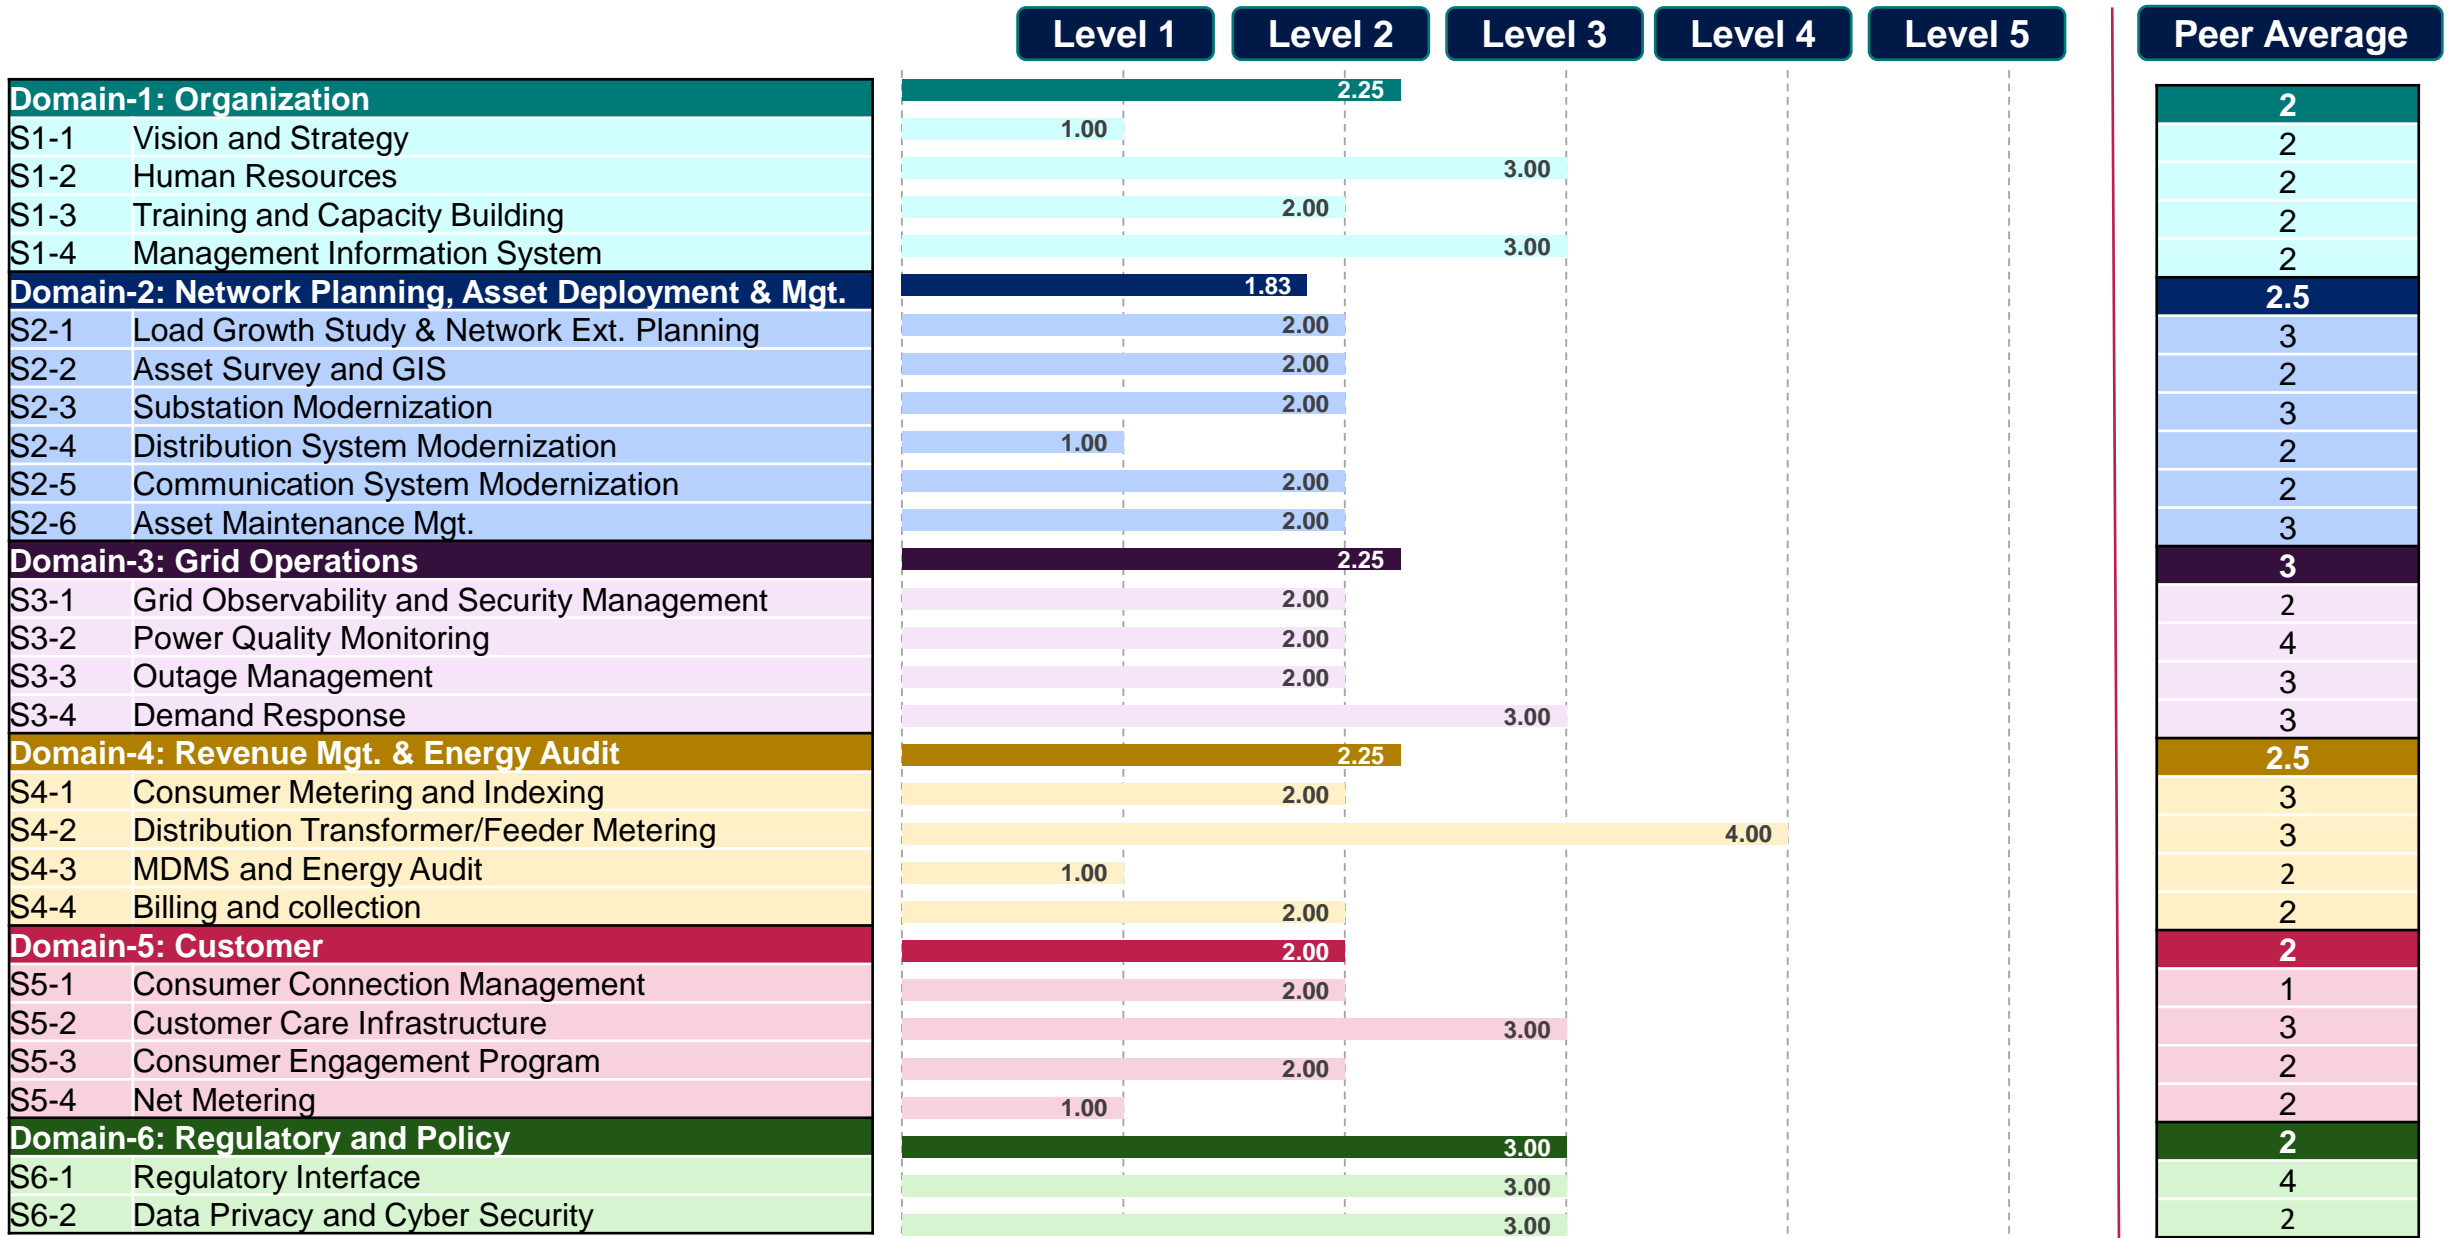 Level 1 Level 2 Level 3 Level 4 Level 5 Peer Average
Domain-1: Organization 2.25 2
S1-1 Vision and Strategy 1.00 2
S1-2 Human Resources 3.00 2
S1-3 Training and Capacity Building 2.00 2
S1-4 Management Information System 3.00 2
Domain-2: Network Planning, Asset Deployment & Mgt. 1.83 2.5
S2-1 Load Growth Study & Network Ext. Planning 2.00 3
S2-2 Asset Survey and GIS 2.00 2
S2-3 Substation Modernization 2.00 3
S2-4 Distribution System Modernization 1.00 2
S2-5 Communication System Modernization 2.00 2
S2-6 Asset Maintenance Mgt. 2.00 3
Domain-3: Grid Operations 2.25 3
S3-1 Grid Observability and Security Management 2.00 2
S3-2 Power Quality Monitoring 2.00 4
S3-3 Outage Management 2.00 3
S3-4 Demand Response 3.00 3
Domain-4: Revenue Mgt. & Energy Audit 2.25 2.5
S4-1 Consumer Metering and Indexing 2.00 3
S4-2 Distribution Transformer/Feeder Metering 4.00 3
S4-3 MDMS and Energy Audit 1.00 2
S4-4 Billing and collection 2.00 2
Domain-5: Customer 2.00 2
S5-1 Consumer Connection Management 2.00 1
S5-2 Customer Care Infrastructure 3.00 3
S5-3 Consumer Engagement Program 2.00 2
S5-4 Net Metering 1.00 2
Domain-6: Regulatory and Policy 3.00 2
S6-1 Regulatory Interface 3.00 4
S6-2 Data Privacy and Cyber Security 3.00 2